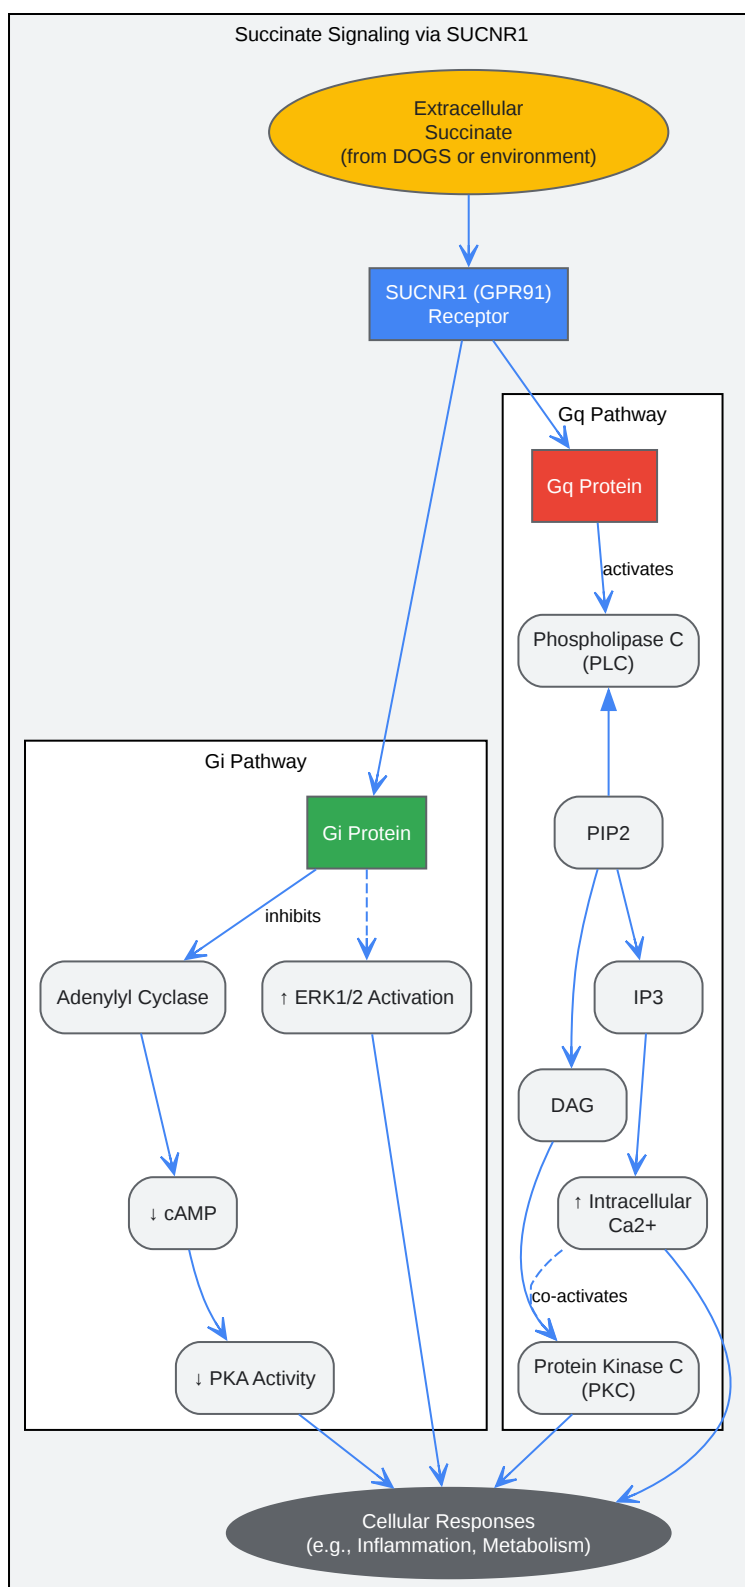 Succinate Signaling via SUCNR1
Extracellular
Succinate
(from DOGS or environment)
SUCNR1 (GPR91)
Receptor
Gq Pathway
Gq Protein
activates
Phospholipase C
(PLC)
Gi Pathway
Gi Protein
PIP2
inhibits
Adenylyl Cyclase
↑ ERK1/2 Activation
IP3
DAG
↓ cAMP
↑ Intracellular
Ca2+
co-activates
↓ PKA Activity
Protein Kinase C
(PKC)
Cellular Responses
(e.g., Inflammation, Metabolism)